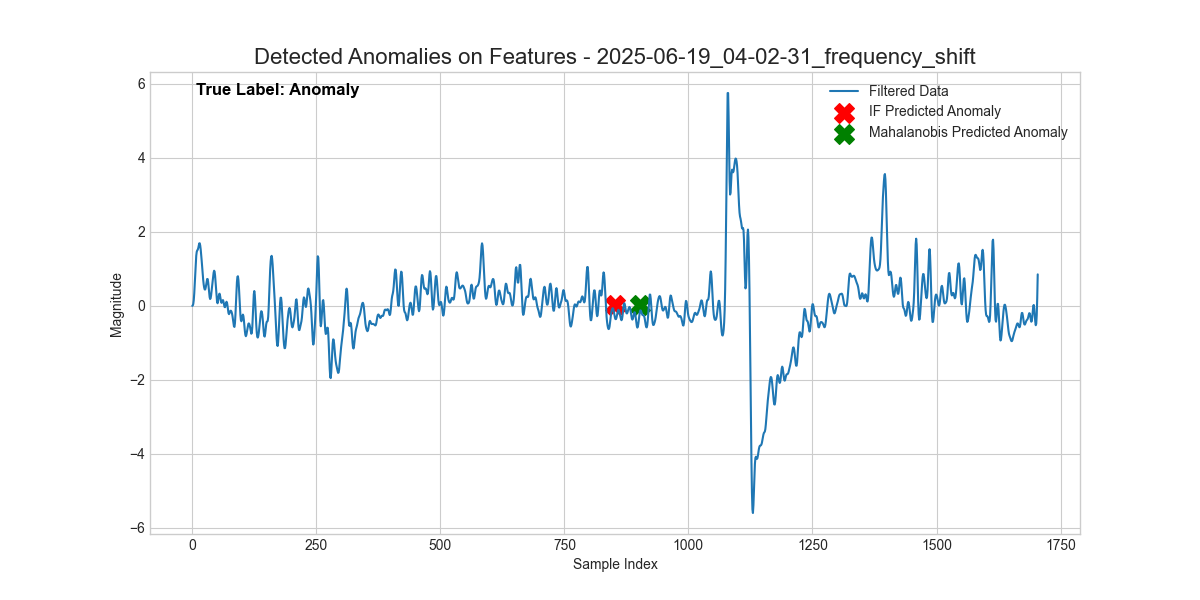 Detected Anomalies on Features - 2025-06-19_04-02-31_frequency_shift
True Label: Anomaly
Filtered Data
IF Predicted Anomaly
Mahalanobis Predicted Anomaly
Magnitude
6
4
2
0
−2
−4
−6
0 250 500 750 1000 1250 1500 1750
Sample Index